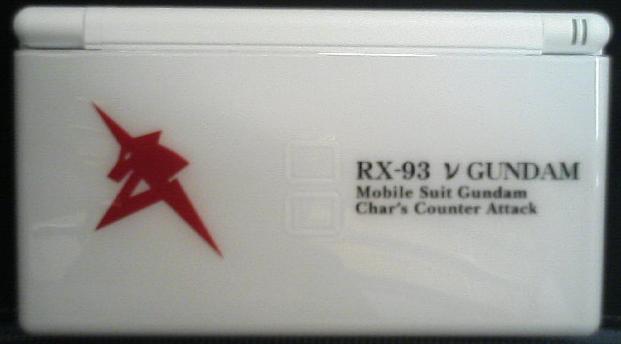 RX-93 ν GUNDAM
Mobile Suit Gundam
Char's Counter Attack